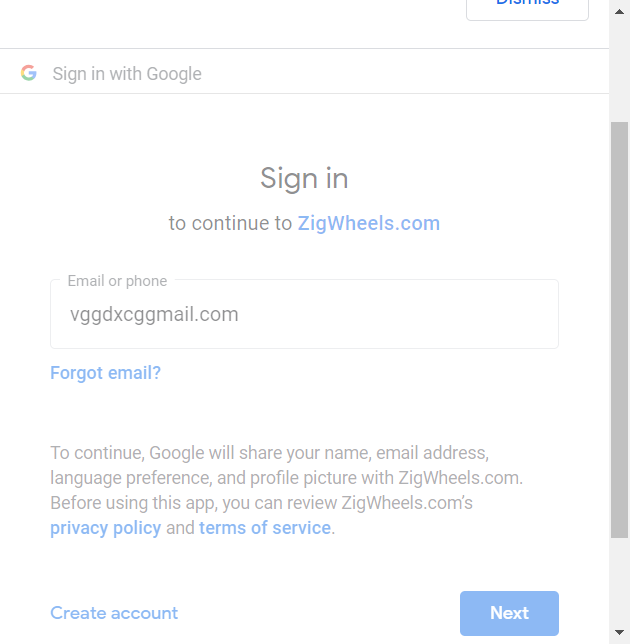 Dismiss
Sign in with Google
Sign in
to continue to ZigWheels.com
Email or phone
vggdxcggmail.com
Forgot email?
To continue, Google will share your name, email address,
language preference, and profile picture with ZigWheels.com.
Before using this app, you can review ZigWheels.com's
privacy policy and terms of service.
Create account
Next